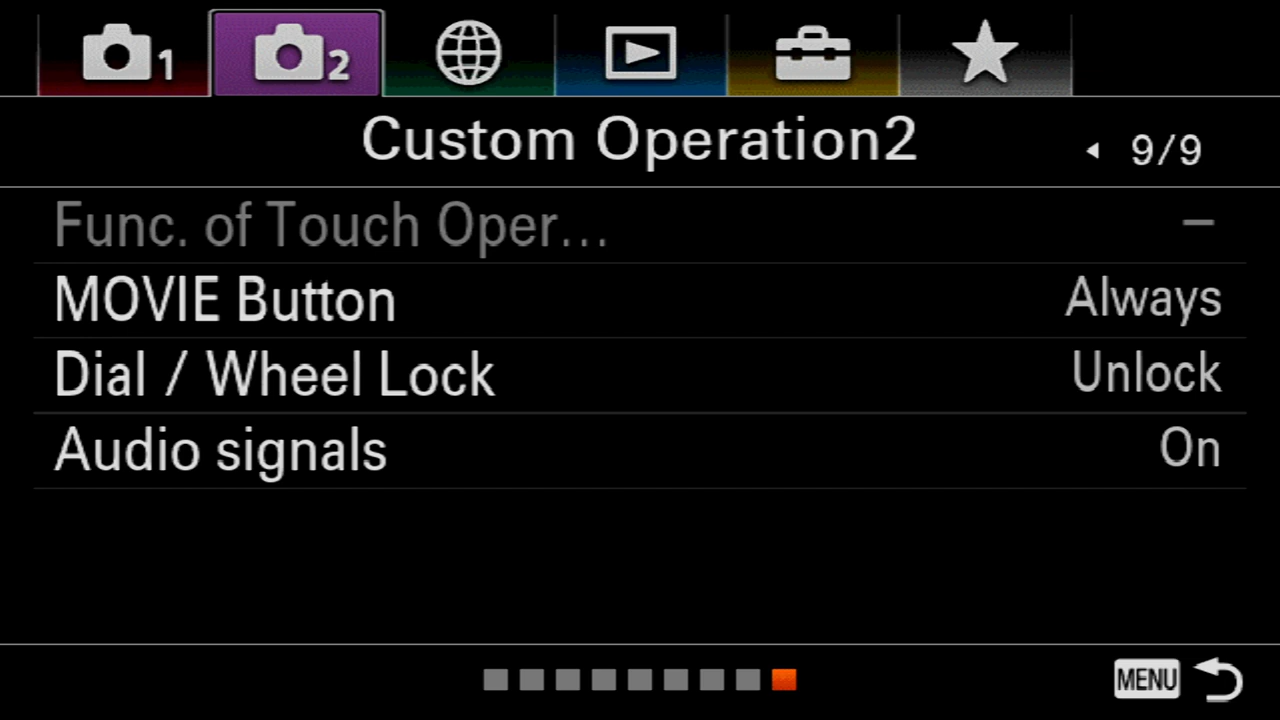 1 2
Custom Operation2 ◄ 9/9
Func. of Touch Oper... –
MOVIE Button Always
Dial / Wheel Lock Unlock
Audio signals On
MENU